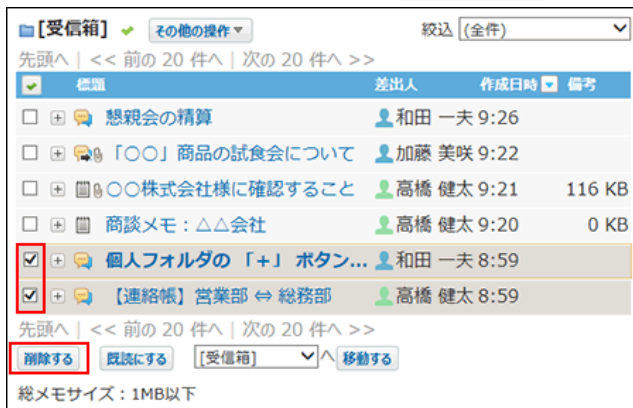 [受信箱] その他の操作▼ 絞込 (全件)
先頭へ | << 前の 20 件へ | 次の 20 件へ >>
標題 差出人 作成日時 備考
懇親会の精算 和田 一夫 9:26
「○○」商品の試食会について 加藤 美咲 9:22
○○株式会社様に確認すること 高橋 健太 9:21 116 KB
商談メモ：△△会社 高橋 健太 9:20 0 KB
個人フォルダの 「+」 ボタン... 和田 一夫 8:59
【連絡帳】営業部 ⇔ 総務部 高橋 健太 8:59
先頭へ | << 前の 20 件へ | 次の 20 件へ >>
削除する 既読にする [受信箱] へ 移動する
総メモサイズ：1MB以下